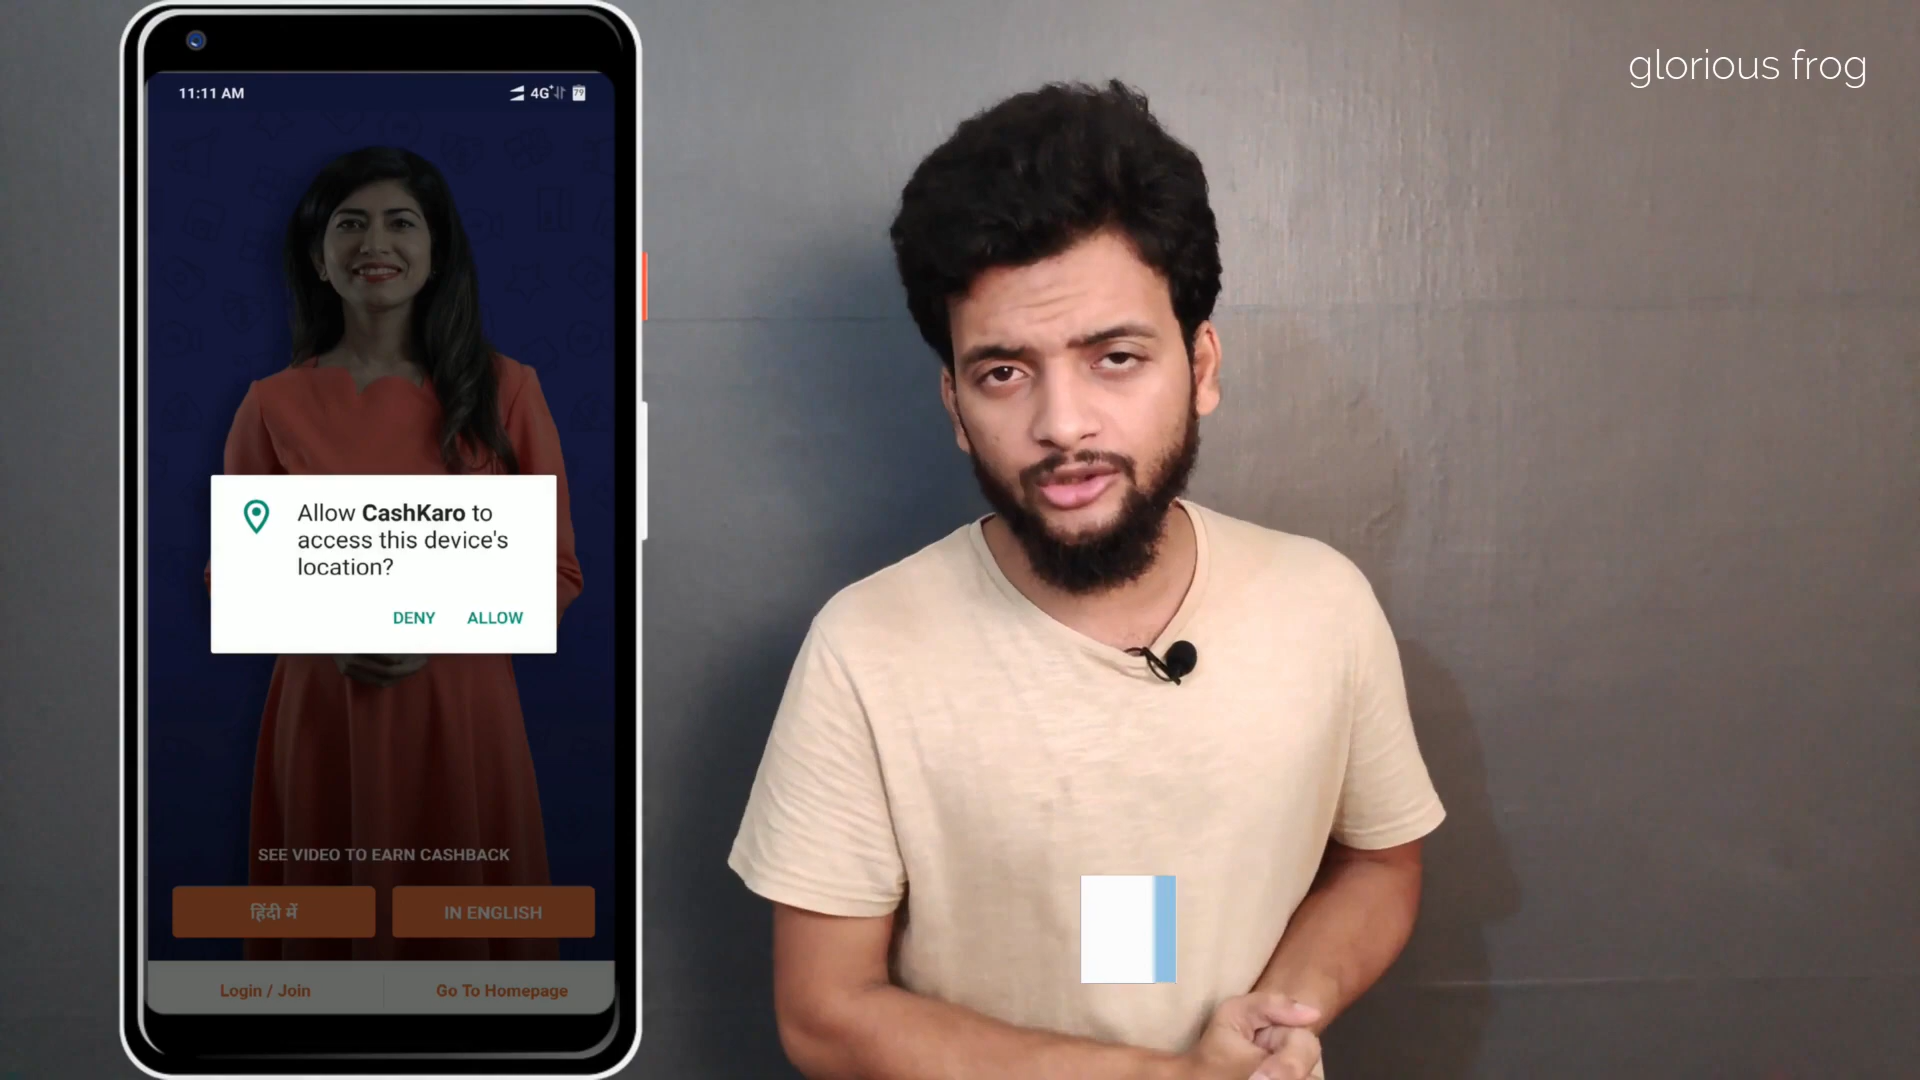 glorious frog
11:11 AM
4G+
79
Allow CashKaro to
access this device's
location?
DENY ALLOW
SEE VIDEO TO EARN CASHBACK
हिंदी में
IN ENGLISH
Login / Join
Go To Homepage